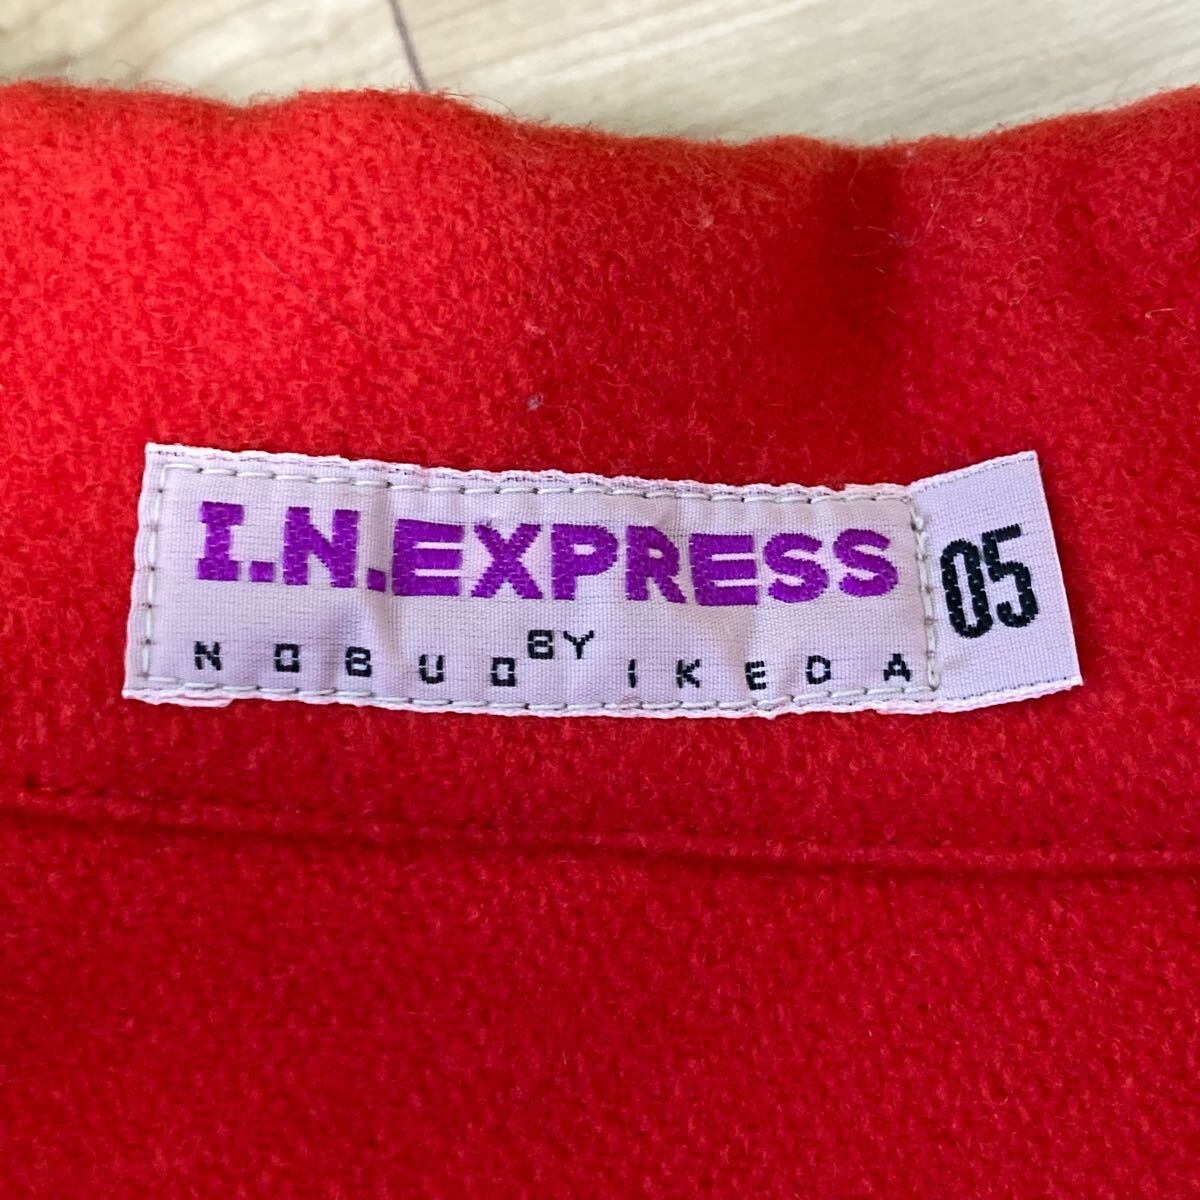 I.N.EXPRESS
05
BY
NOBUO IKEDA